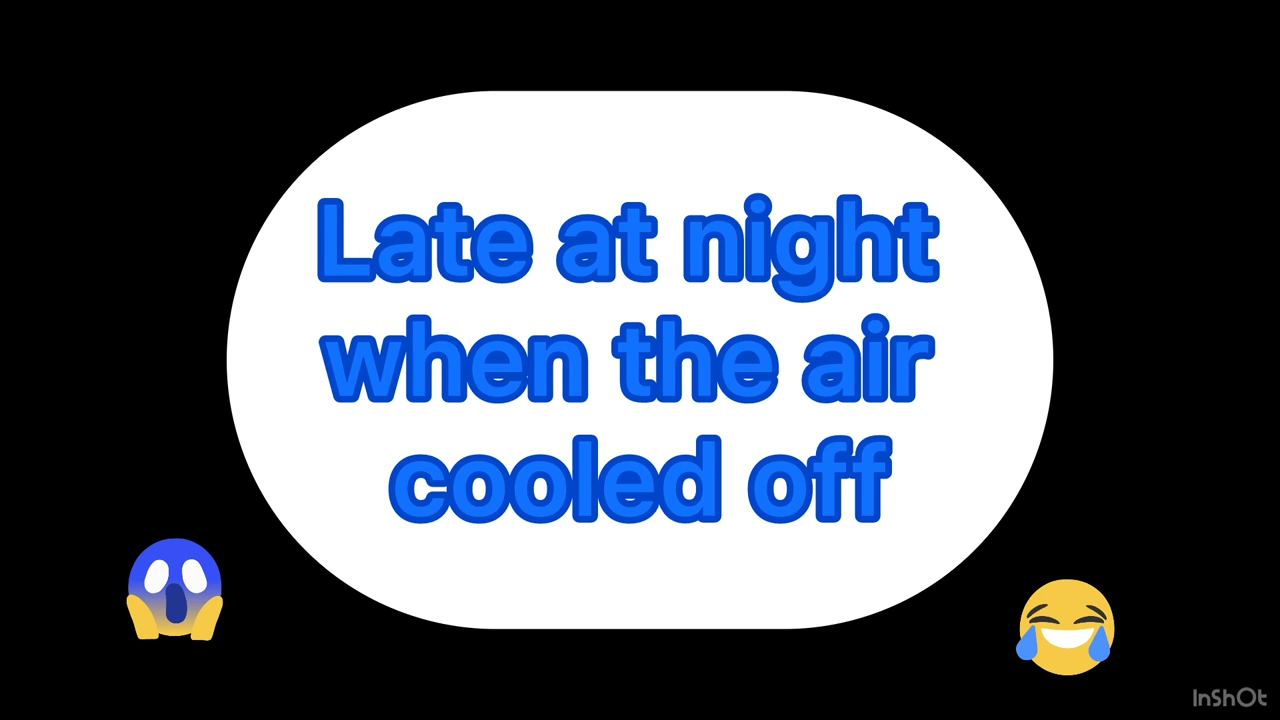 Late at night
when the air
cooled off
InShOt